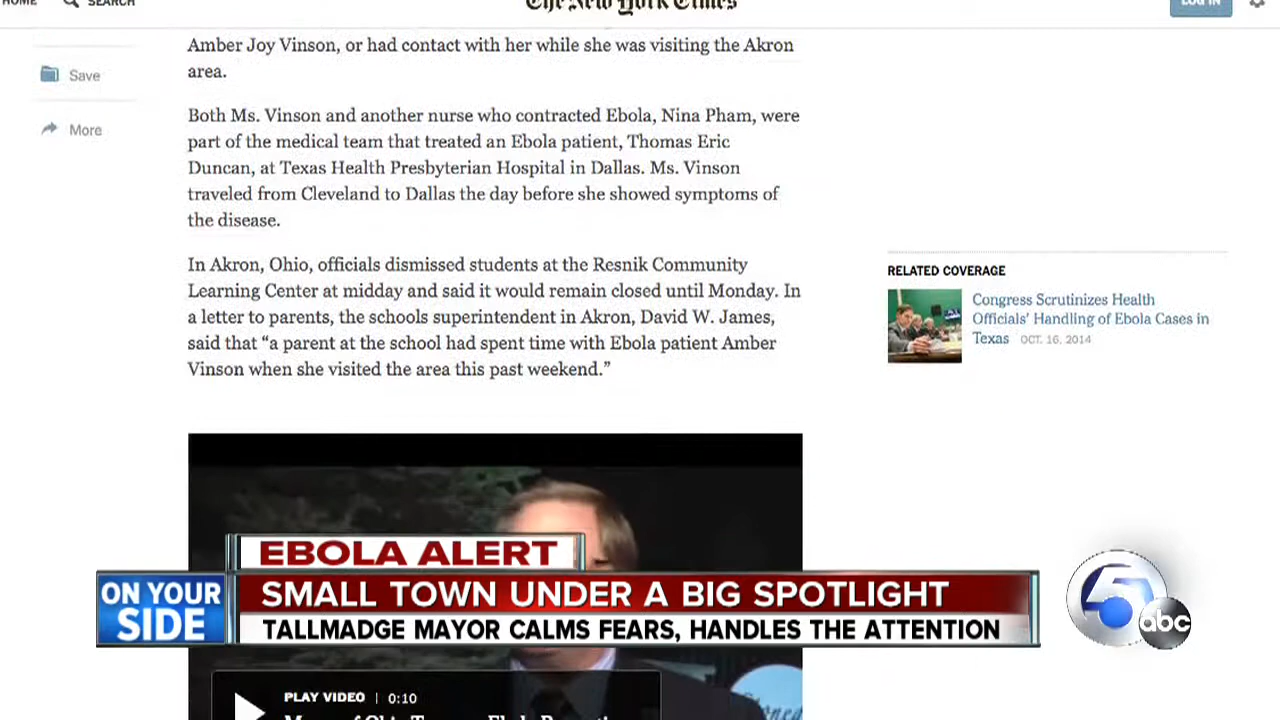 HOME SEARCH
The New York Times
LOG IN
Amber Joy Vinson, or had contact with her while she was visiting the Akron
area.
Save
Both Ms. Vinson and another nurse who contracted Ebola, Nina Pham, were
More
part of the medical team that treated an Ebola patient, Thomas Eric
Duncan, at Texas Health Presbyterian Hospital in Dallas. Ms. Vinson
traveled from Cleveland to Dallas the day before she showed symptoms of
the disease.
In Akron, Ohio, officials dismissed students at the Resnik Community
Learning Center at midday and said it would remain closed until Monday. In
a letter to parents, the schools superintendent in Akron, David W. James,
said that “a parent at the school had spent time with Ebola patient Amber
Vinson when she visited the area this past weekend.”
RELATED COVERAGE
Congress Scrutinizes Health
Officials’ Handling of Ebola Cases in
Texas OCT. 16, 2014
EBOLA ALERT
ON YOUR
SIDE
SMALL TOWN UNDER A BIG SPOTLIGHT
TALLMADGE MAYOR CALMS FEARS, HANDLES THE ATTENTION
5
abc
PLAY VIDEO | 0:10